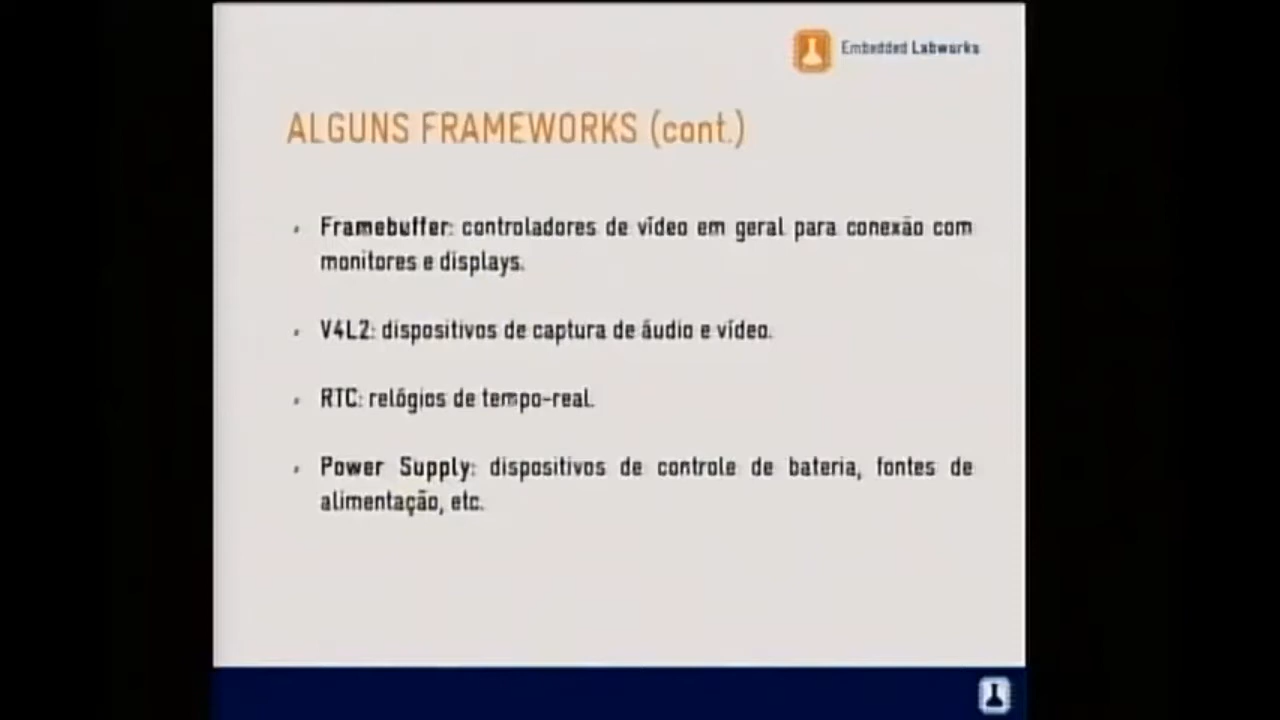 Embedded Labworks
ALGUNS FRAMEWORKS (cont.)
Framebuffer: controladores de vídeo em geral para conexão com
monitores e displays.
V4L2: dispositivos de captura de áudio e vídeo.
RTC: relógios de tempo-real.
Power Supply: dispositivos de controle de bateria, fontes de
alimentação, etc.